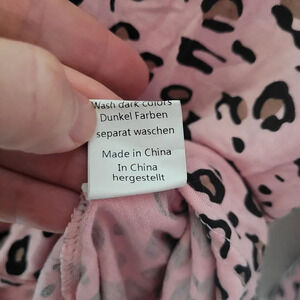 Wash dark colors
Dunkel Farben
separat waschen
Made in China
In China
hergestellt